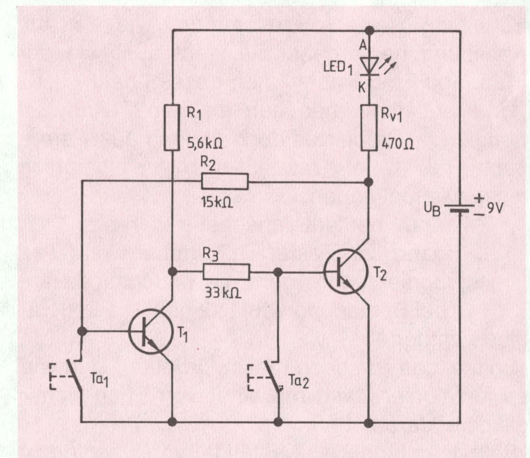 A
LED1
K
R1
5,6kΩ
Rv1
470Ω
R2
15kΩ
UB
+
−
9V
R3
33kΩ
T2
T1
Ta1
Ta2